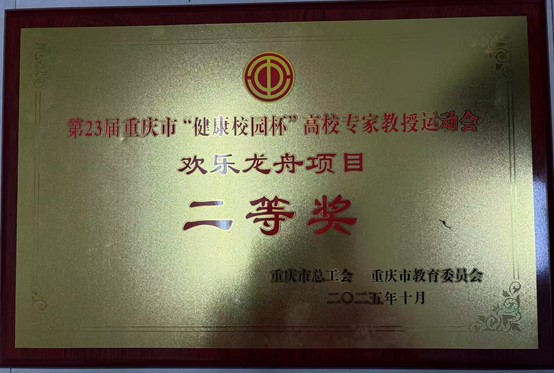 第23届重庆市“健康校园杯”高校专家教授运动会
欢乐龙舟项目
二等奖
重庆市总工会 重庆市教育委员会
二〇二五年十月